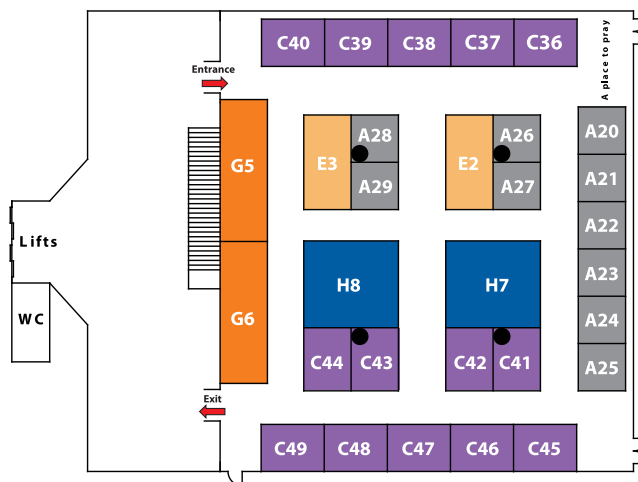 C40 C39 C38 C37 C36
A place to pray
Entrance
G5
E3 A28
A29
E2 A26
A27
A20
A21
A22
A23
A24
A25
Lifts
WC
G6
H8
C44 C43
H7
C42 C41
Exit
C49 C48 C47 C46 C45